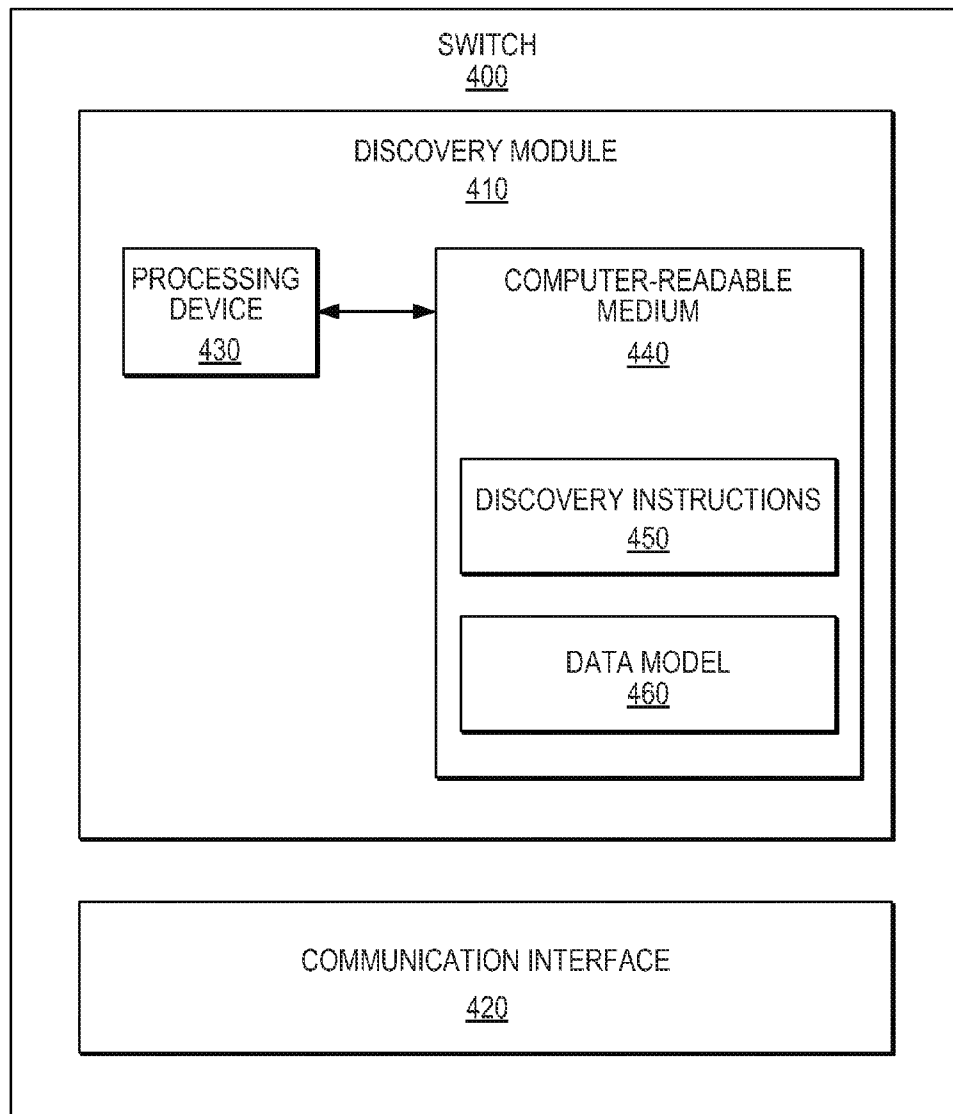 SWITCH
400
DISCOVERY MODULE
410
PROCESSING
DEVICE
430
COMPUTER-READABLE
MEDIUM
440
DISCOVERY INSTRUCTIONS
450
DATA MODEL
460
COMMUNICATION INTERFACE
420